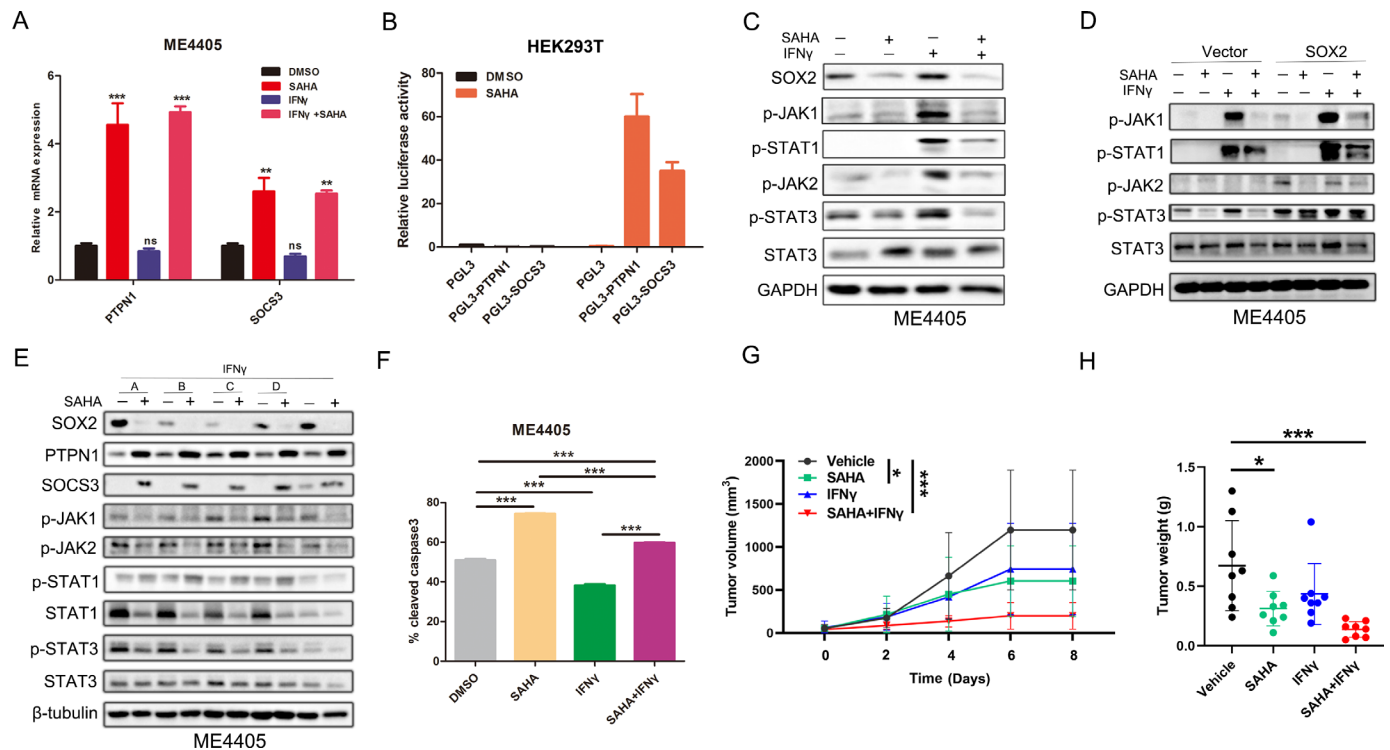 A
ME4405
Relative mRNA expression
6
4
2
0
DMSO
SAHA
IFNγ
IFNγ +SAHA
*** *** ns ** ns **
PTPN1 SOCS3
B
HEK293T
Relative luciferase activity
80
60
40
20
0
DMSO
SAHA
PGL3 PGL3-PTPN1 PGL3-SOCS3 PGL3 PGL3-PTPN1 PGL3-SOCS3
C
SAHA – + – +
IFNγ – – + +
SOX2
p-JAK1
p-STAT1
p-JAK2
p-STAT3
STAT3
GAPDH
ME4405
D
Vector SOX2
SAHA – + – + – + – +
IFNγ – – + + – – + +
p-JAK1
p-STAT1
p-JAK2
p-STAT3
STAT3
GAPDH
ME4405
E
IFNγ
A B C D
SAHA – + – + – + – + – +
SOX2
PTPN1
SOCS3
p-JAK1
p-JAK2
p-STAT1
STAT1
p-STAT3
STAT3
β-tubulin
ME4405
F
ME4405
% cleaved caspase3
80
60
40
20
0
***
***
***
***
***
DMSO SAHA IFNγ SAHA+IFNγ
G
Tumor volume (mm3)
2000
1500
1000
500
0
Vehicle
SAHA
IFNγ
SAHA+IFNγ
* ***
0 2 4 6 8
Time (Days)
H
Tumor weight (g)
1.5
1.0
0.5
0.0
***
*
Vehicle SAHA IFNγ SAHA+IFNγ